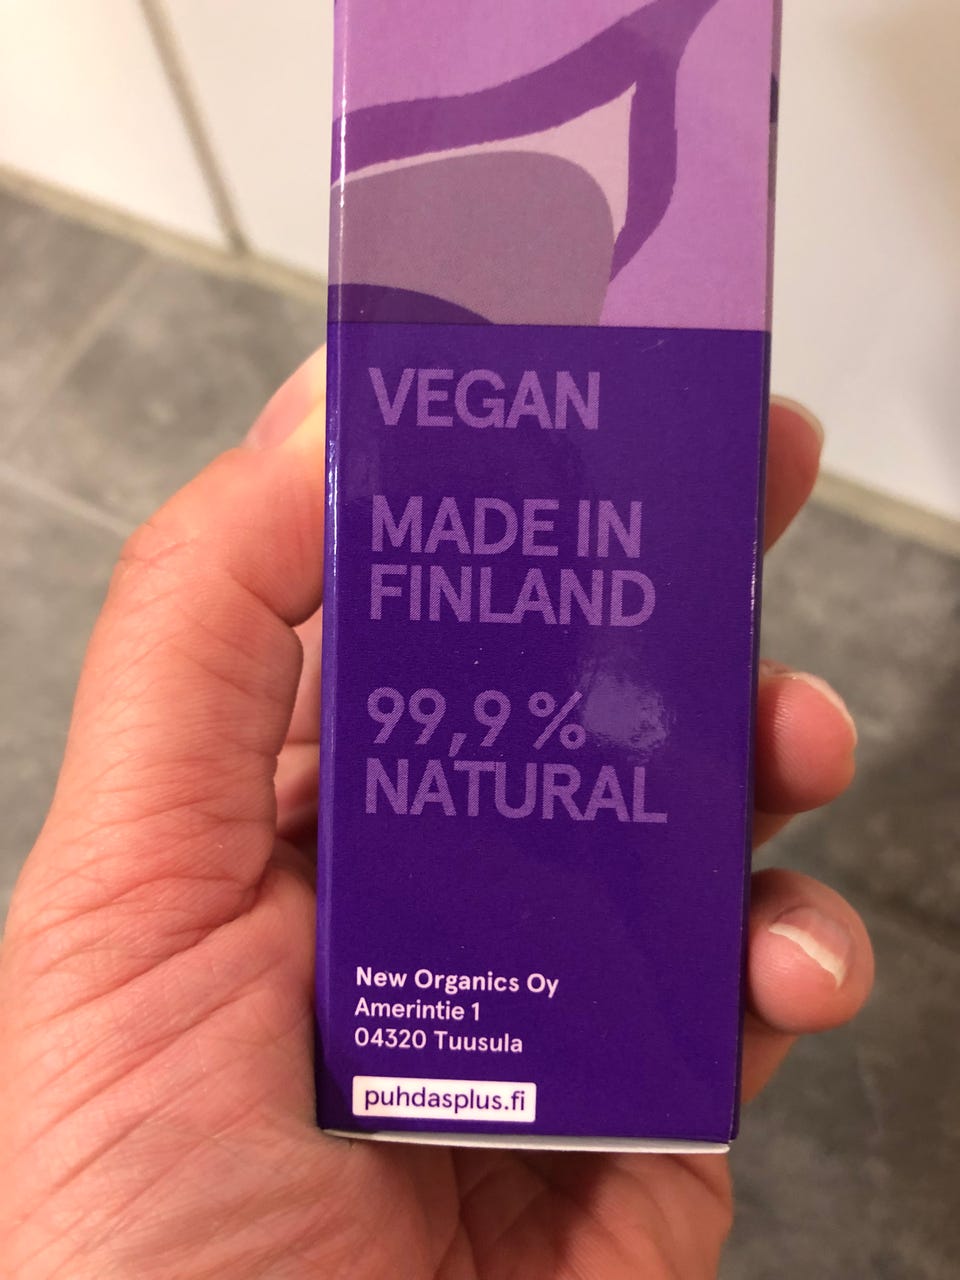 VEGAN
MADE IN
FINLAND
99,9 %
NATURAL
New Organics Oy
Amerintie 1
04320 Tuusula
puhdasplus.fi